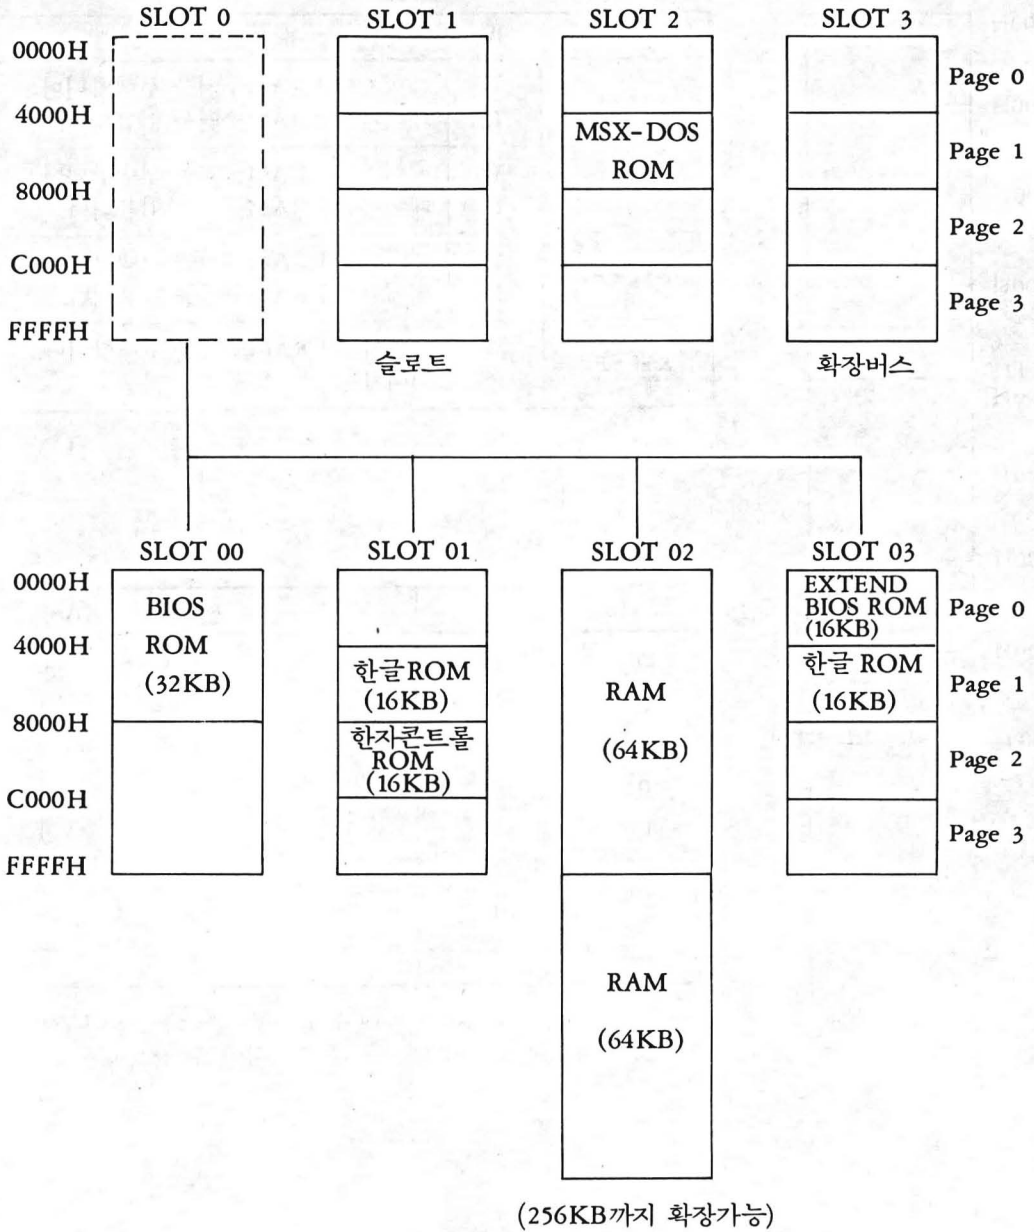 SLOT 0
SLOT 1
SLOT 2
SLOT 3
0000H
4000H
8000H
C000H
FFFFH
MSX-DOS
ROM
Page 0
Page 1
Page 2
Page 3
슬로트
확장버스
SLOT 00
SLOT 01
SLOT 02
SLOT 03
0000H
4000H
8000H
C000H
FFFFH
BIOS
ROM
(32KB)
한글ROM
(16KB)
한자콘트롤
ROM
(16KB)
RAM
(64KB)
RAM
(64KB)
EXTEND
BIOS ROM
(16KB)
한글 ROM
(16KB)
Page 0
Page 1
Page 2
Page 3
(256KB까지 확장가능)